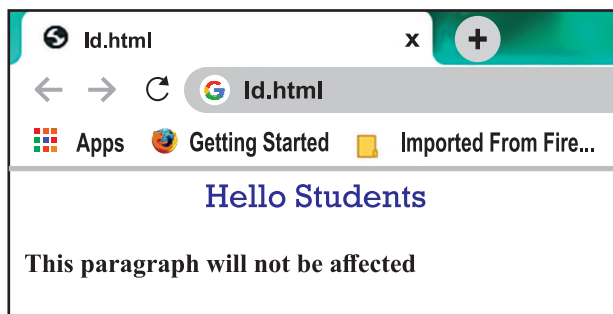 Id.html x +
Id.html
Apps Getting Started Imported From Fire...
Hello Students
This paragraph will not be affected